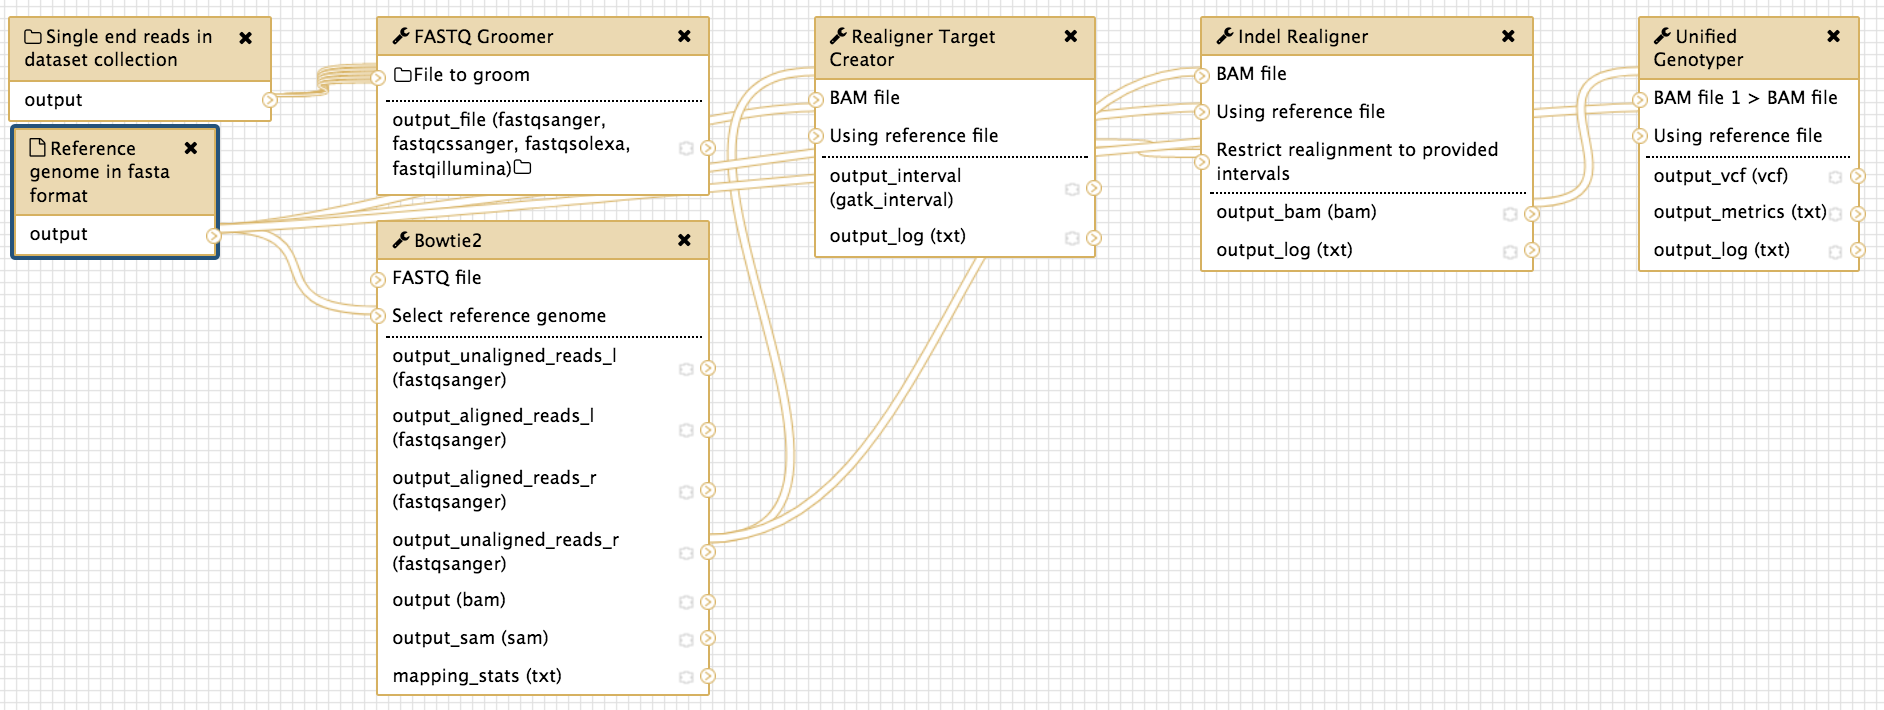 Single end reads in
dataset collection
output
Reference
genome in fasta
format
output
FASTQ Groomer
File to groom
output_file (fastqsanger,
fastqcssanger, fastqsolexa,
fastqillumina)
Bowtie2
FASTQ file
Select reference genome
output_unaligned_reads_l
(fastqsanger)
output_aligned_reads_l
(fastqsanger)
output_aligned_reads_r
(fastqsanger)
output_unaligned_reads_r
(fastqsanger)
output (bam)
output_sam (sam)
mapping_stats (txt)
Realigner Target
Creator
BAM file
Using reference file
output_interval
(gatk_interval)
output_log (txt)
Indel Realigner
BAM file
Using reference file
Restrict realignment to provided
intervals
output_bam (bam)
output_log (txt)
Unified
Genotyper
BAM file 1 > BAM file
Using reference file
output_vcf (vcf)
output_metrics (txt)
output_log (txt)